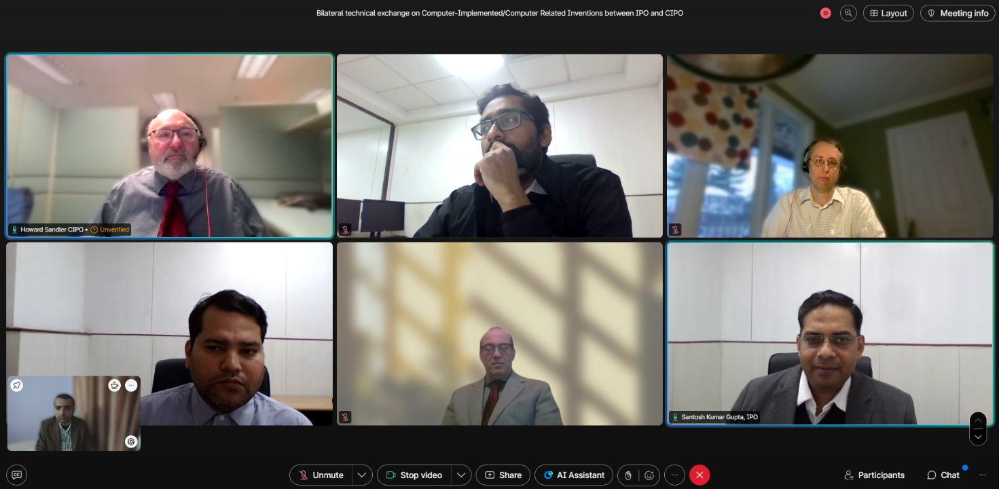 Bilateral technical exchange on Computer-Implemented/Computer Related Inventions between IPO and CIPO
Layout
Meeting info
Howard Sandler CIPO • Unverified
Santosh Kumar Gupta, IPO
CC
Unmute
Stop video
Share
AI Assistant
Participants
Chat